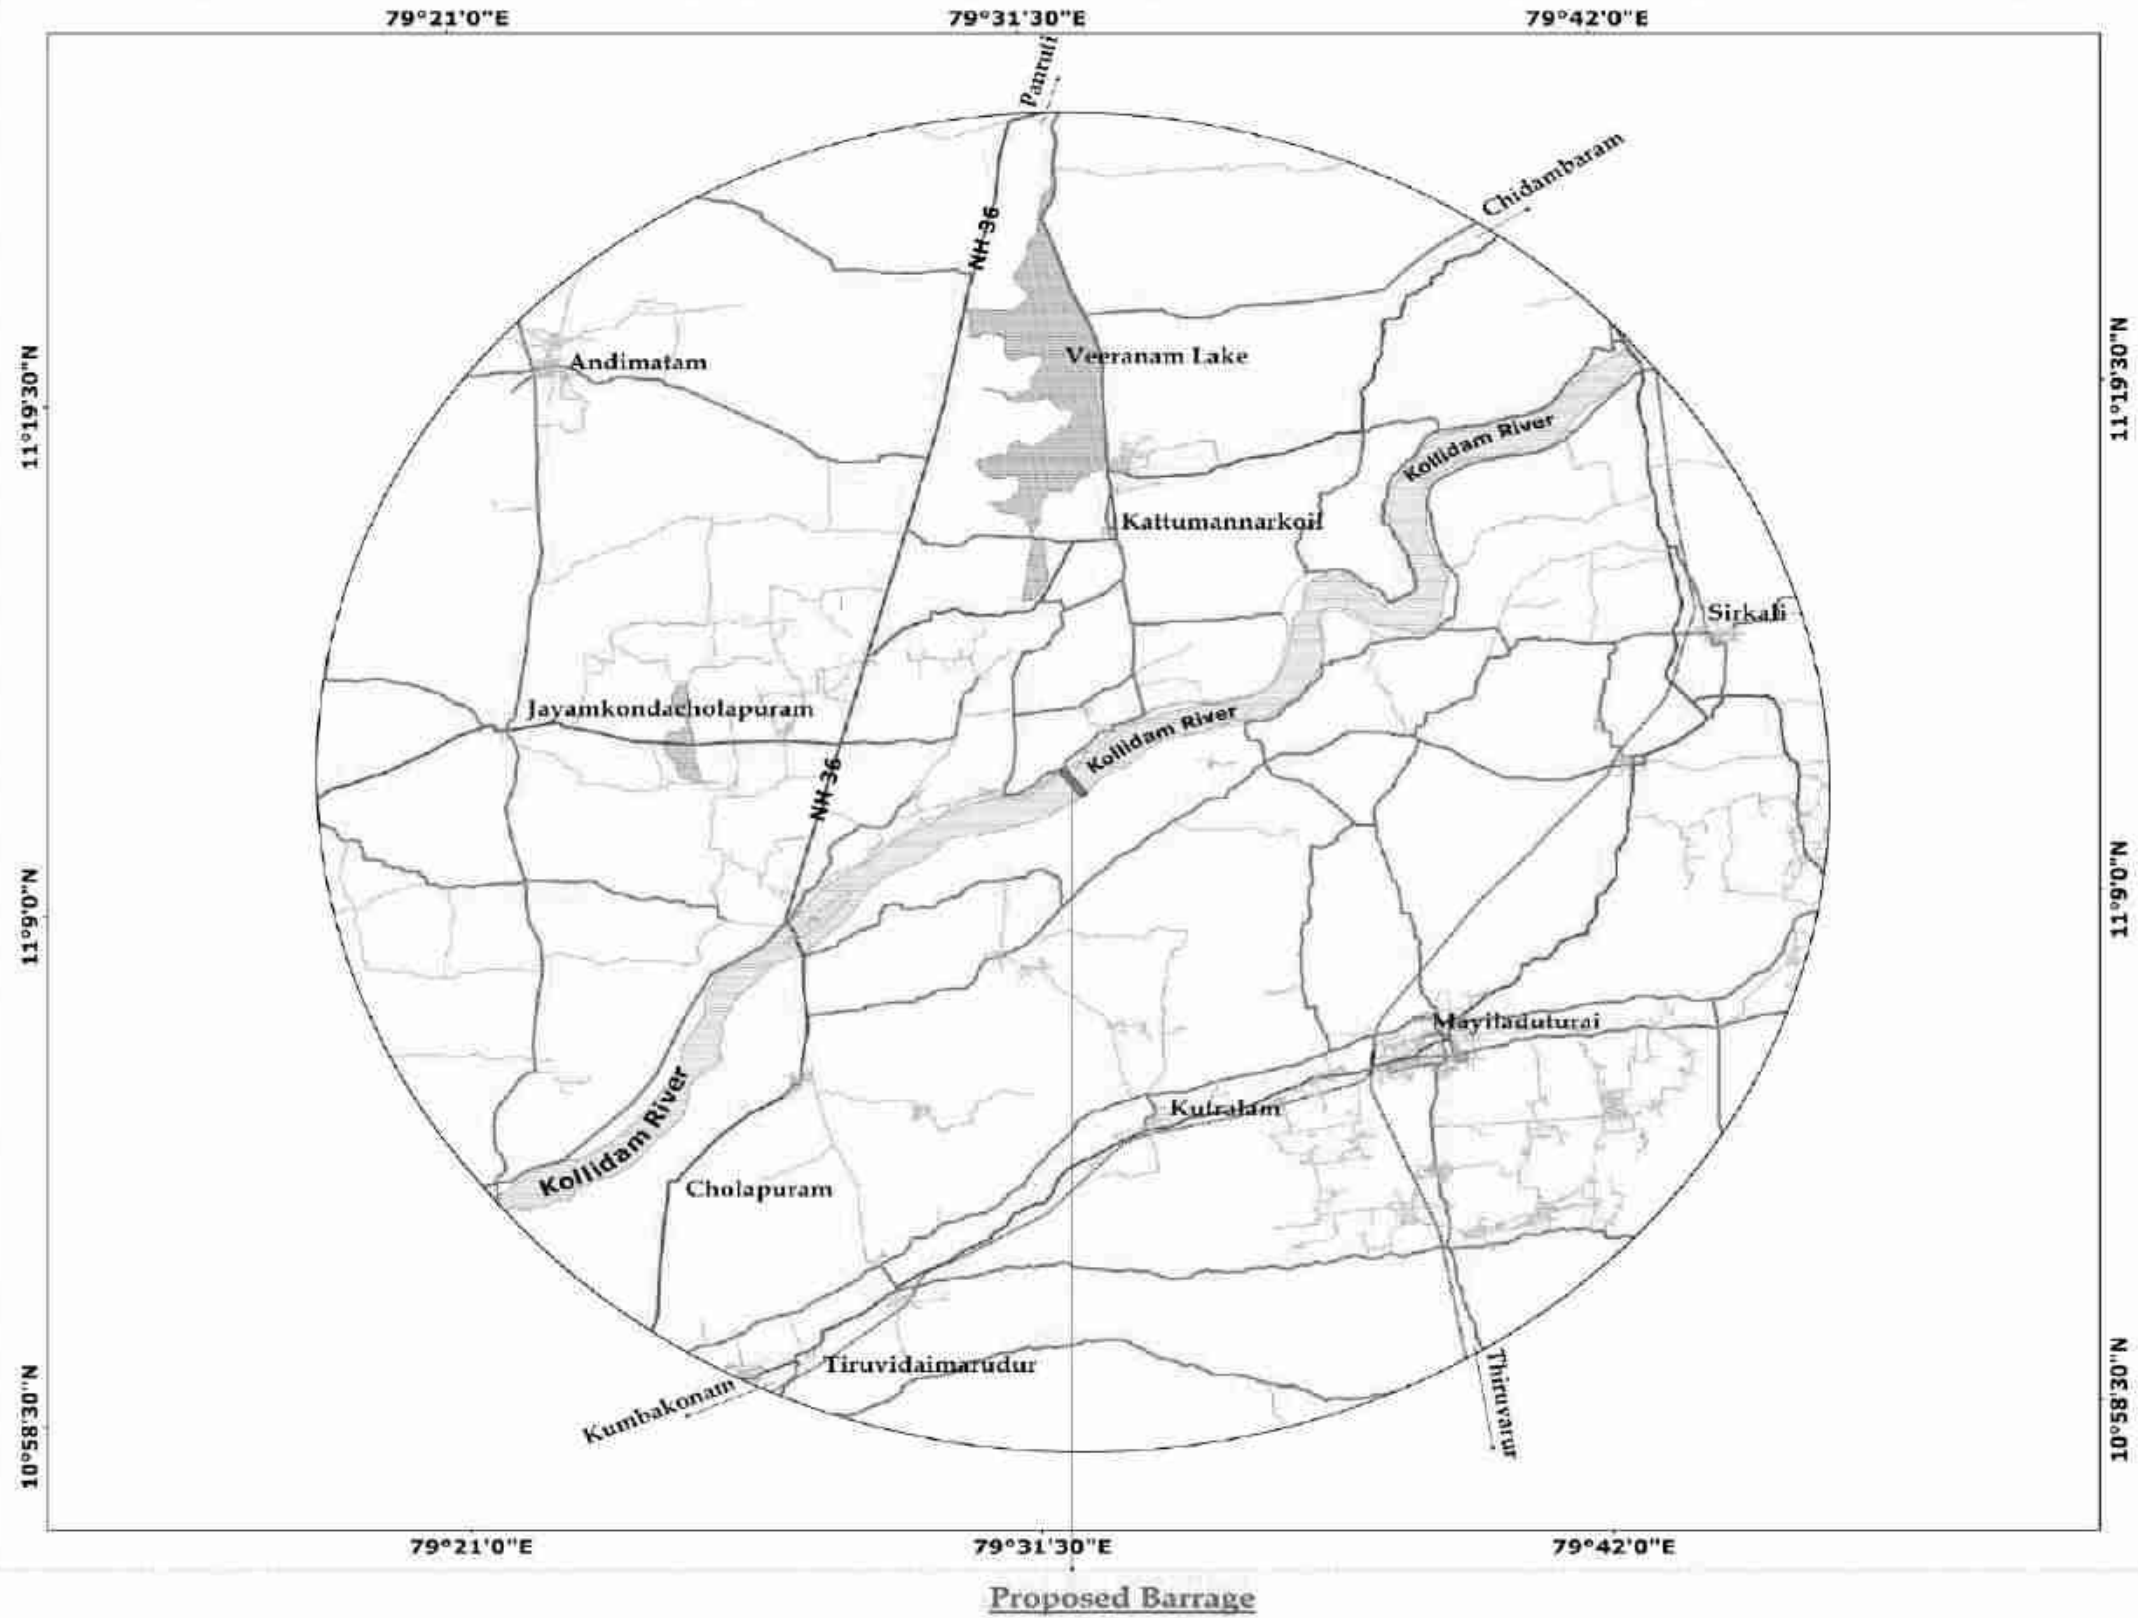 79°21'0"E 79°31'30"E 79°42'0"E
Panruti
Chidambaram
NH 36
11°19'30"N
11°19'30"N
Andimatam
Veeranam Lake
Kollidam River
Kattumannarkoil
Sirkali
Jayamkondacholapuram
Kollidam River
NH 36
11°9'0"N
11°9'0"N
Mayiladuturai
Kutralam
Kollidam River
Cholapuram
Tiruvidaimarudur
Kumbakonam
Thiruvarur
10°58'30"N
10°58'30"N
79°21'0"E 79°31'30"E 79°42'0"E
Proposed Barrage